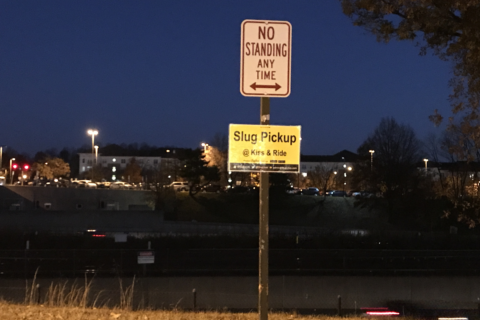 NO
STANDING
ANY
TIME
Slug Pickup
@ Kiss & Ride